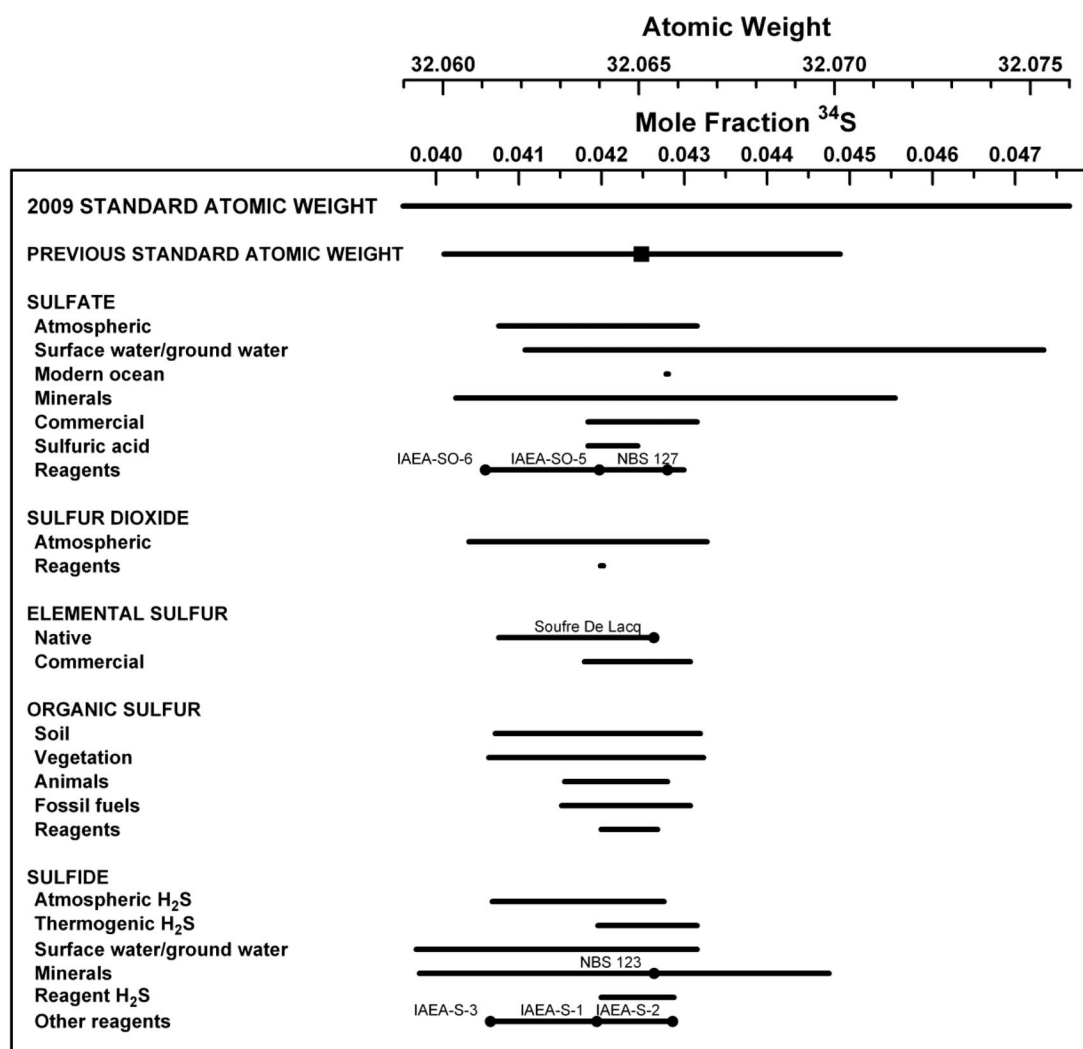 Atomic Weight
32.060 32.065 32.070 32.075
Mole Fraction ³⁴S
0.040 0.041 0.042 0.043 0.044 0.045 0.046 0.047
2009 STANDARD ATOMIC WEIGHT
PREVIOUS STANDARD ATOMIC WEIGHT
SULFATE
Atmospheric
Surface water/ground water
Modern ocean
Minerals
Commercial
Sulfuric acid
IAEA-SO-6 IAEA-SO-5 NBS 127
Reagents
SULFUR DIOXIDE
Atmospheric
Reagents
ELEMENTAL SULFUR
Soufre De Lacq
Native
Commercial
ORGANIC SULFUR
Soil
Vegetation
Animals
Fossil fuels
Reagents
SULFIDE
Atmospheric H₂S
Thermogenic H₂S
Surface water/ground water
NBS 123
Minerals
Reagent H₂S
IAEA-S-3 IAEA-S-1 IAEA-S-2
Other reagents